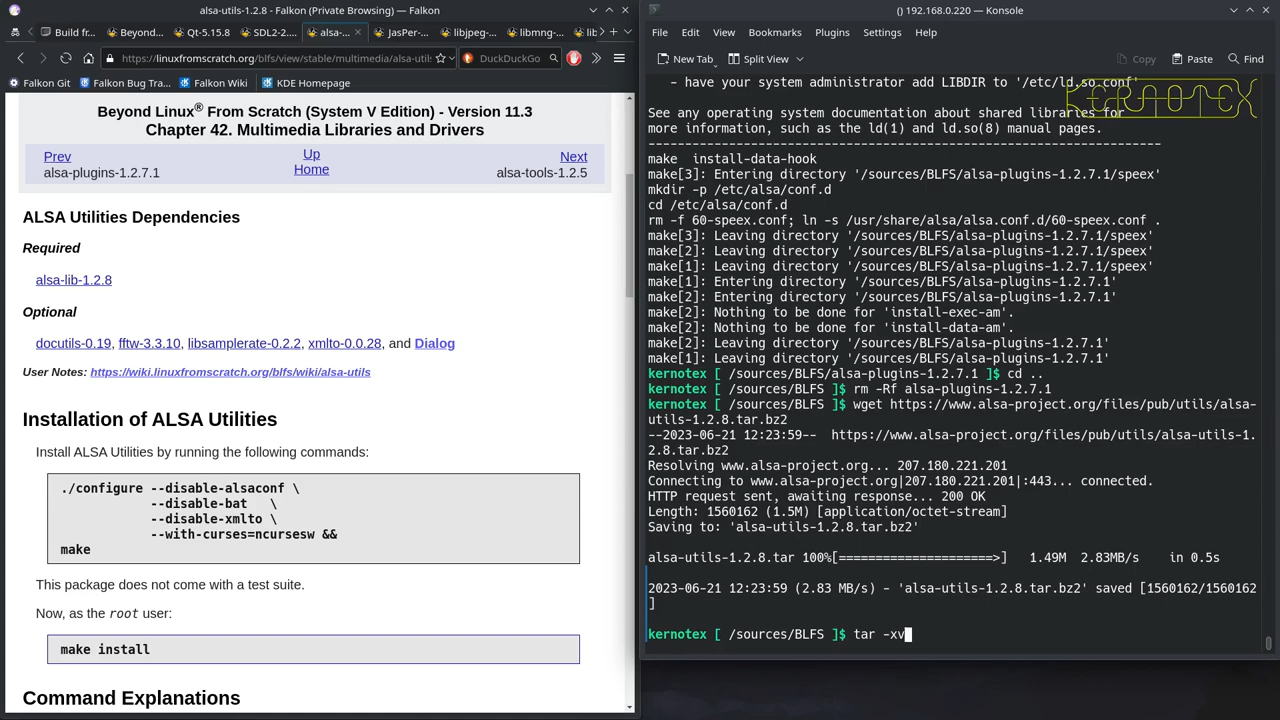 alsa-utils-1.2.8 - Falkon (Private Browsing) — Falkon
Build fr...
Beyond...
Qt-5.15.8
SDL2-2....
alsa-...
JasPer-...
libjpeg-...
libmng-...
lib
https://linuxfromscratch.org/blfs/view/stable/multimedia/alsa-util
DuckDuckGo
Falkon Git
Falkon Bug Tra...
Falkon Wiki
KDE Homepage
Beyond Linux® From Scratch (System V Edition) - Version 11.3
Chapter 42. Multimedia Libraries and Drivers
Prev
Up
Next
alsa-plugins-1.2.7.1
Home
alsa-tools-1.2.5
ALSA Utilities Dependencies
Required
alsa-lib-1.2.8
Optional
docutils-0.19, fftw-3.3.10, libsamplerate-0.2.2, xmlto-0.0.28, and Dialog
User Notes: https://wiki.linuxfromscratch.org/blfs/wiki/alsa-utils
Installation of ALSA Utilities
Install ALSA Utilities by running the following commands:
./configure --disable-alsaconf \
--disable-bat   \
--disable-xmlto \
--with-curses=ncursesw &&
make
This package does not come with a test suite.
Now, as the root user:
make install
Command Explanations
() 192.168.0.220 — Konsole
File Edit View Bookmarks Plugins Settings Help
New Tab
Split View
Copy
Paste
Find
KERNOTEX
- have your system administrator add LIBDIR to '/etc/ld.so.conf'
See any operating system documentation about shared libraries for
more information, such as the ld(1) and ld.so(8) manual pages.
----------------------------------------------------------------------
make  install-data-hook
make[3]: Entering directory '/sources/BLFS/alsa-plugins-1.2.7.1/speex'
mkdir -p /etc/alsa/conf.d
cd /etc/alsa/conf.d
rm -f 60-speex.conf; ln -s /usr/share/alsa/alsa.conf.d/60-speex.conf .
make[3]: Leaving directory '/sources/BLFS/alsa-plugins-1.2.7.1/speex'
make[2]: Leaving directory '/sources/BLFS/alsa-plugins-1.2.7.1/speex'
make[1]: Leaving directory '/sources/BLFS/alsa-plugins-1.2.7.1/speex'
make[1]: Entering directory '/sources/BLFS/alsa-plugins-1.2.7.1'
make[2]: Entering directory '/sources/BLFS/alsa-plugins-1.2.7.1'
make[2]: Nothing to be done for 'install-exec-am'.
make[2]: Nothing to be done for 'install-data-am'.
make[2]: Leaving directory '/sources/BLFS/alsa-plugins-1.2.7.1'
make[1]: Leaving directory '/sources/BLFS/alsa-plugins-1.2.7.1'
kernotex [ /sources/BLFS/alsa-plugins-1.2.7.1 ]$ cd ..
kernotex [ /sources/BLFS ]$ rm -Rf alsa-plugins-1.2.7.1
kernotex [ /sources/BLFS ]$ wget https://www.alsa-project.org/files/pub/utils/alsa-
utils-1.2.8.tar.bz2
--2023-06-21 12:23:59--  https://www.alsa-project.org/files/pub/utils/alsa-utils-1.
2.8.tar.bz2
Resolving www.alsa-project.org... 207.180.221.201
Connecting to www.alsa-project.org|207.180.221.201|:443... connected.
HTTP request sent, awaiting response... 200 OK
Length: 1560162 (1.5M) [application/octet-stream]
Saving to: 'alsa-utils-1.2.8.tar.bz2'
alsa-utils-1.2.8.tar 100%[=====================>]   1.49M  2.83MB/s    in 0.5s
2023-06-21 12:23:59 (2.83 MB/s) - 'alsa-utils-1.2.8.tar.bz2' saved [1560162/1560162
]
kernotex [ /sources/BLFS ]$ tar -xv